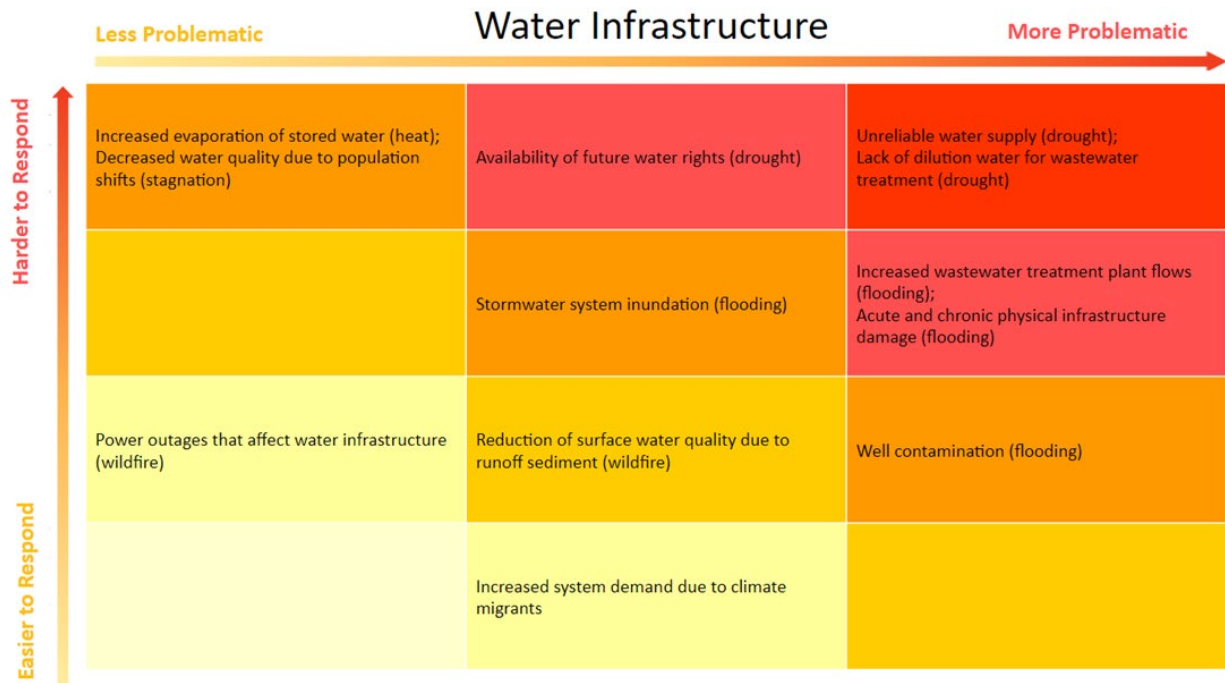 Water Infrastructure
Less Problematic
More Problematic
Harder to Respond
Easier to Respond
Increased evaporation of stored water (heat);
Decreased water quality due to population
shifts (stagnation)
Availability of future water rights (drought)
Unreliable water supply (drought);
Lack of dilution water for wastewater
treatment (drought)
Stormwater system inundation (flooding)
Increased wastewater treatment plant flows
(flooding);
Acute and chronic physical infrastructure
damage (flooding)
Power outages that affect water infrastructure
(wildfire)
Reduction of surface water quality due to
runoff sediment (wildfire)
Well contamination (flooding)
Increased system demand due to climate
migrants